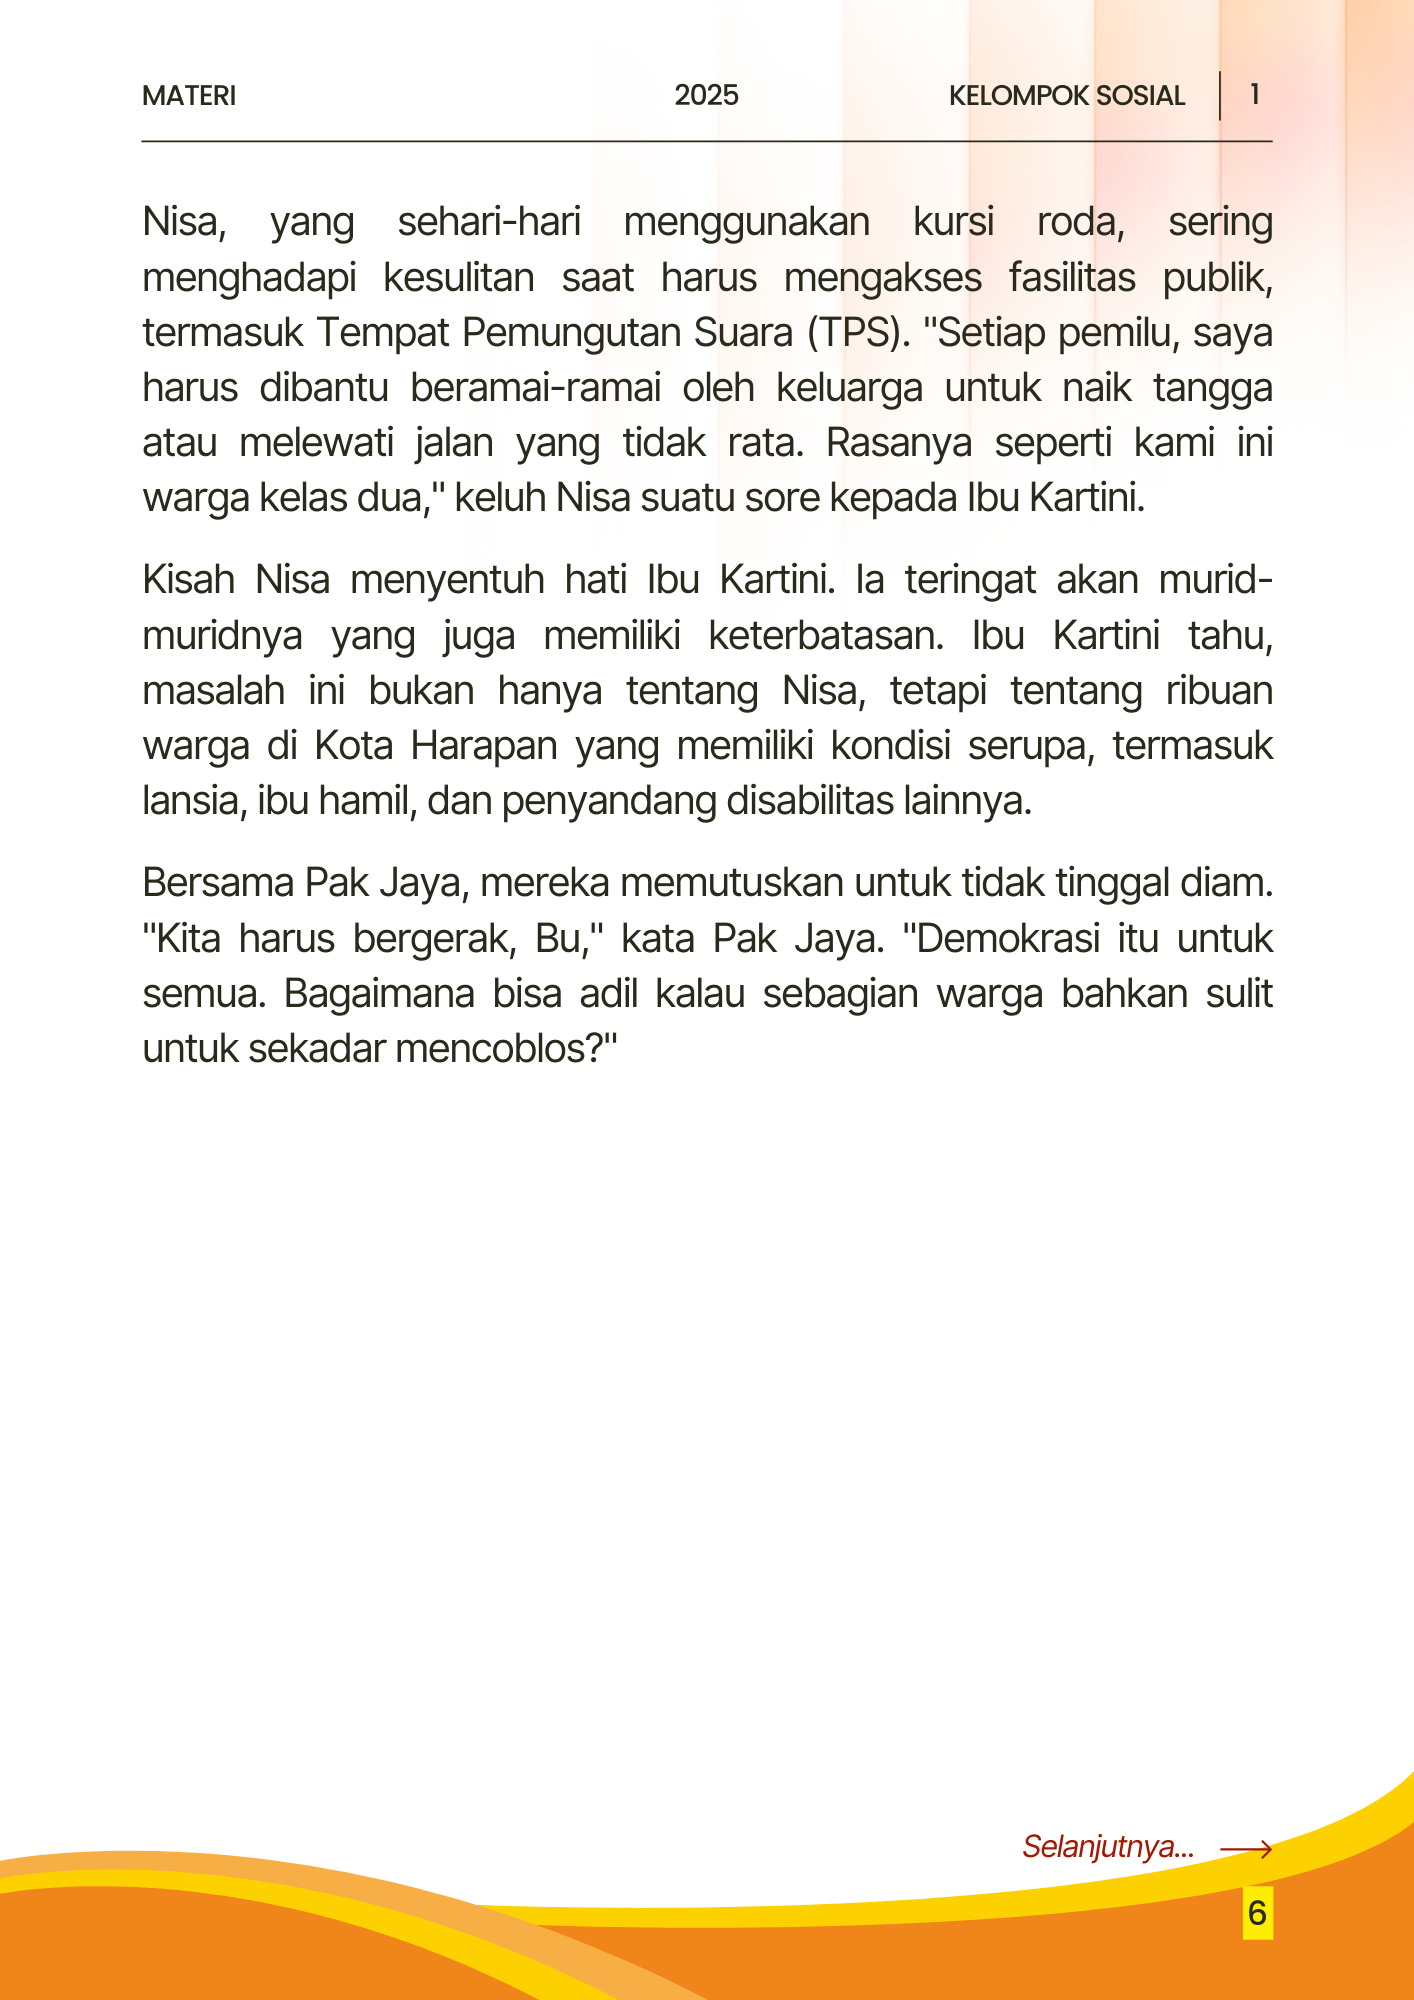 MATERI
2025
KELOMPOK SOSIAL
1
Nisa, yang sehari-hari menggunakan kursi roda, sering
menghadapi kesulitan saat harus mengakses fasilitas publik,
termasuk Tempat Pemungutan Suara (TPS). "Setiap pemilu, saya
harus dibantu beramai-ramai oleh keluarga untuk naik tangga
atau melewati jalan yang tidak rata. Rasanya seperti kami ini
warga kelas dua," keluh Nisa suatu sore kepada Ibu Kartini.
Kisah Nisa menyentuh hati Ibu Kartini. Ia teringat akan murid-
muridnya yang juga memiliki keterbatasan. Ibu Kartini tahu,
masalah ini bukan hanya tentang Nisa, tetapi tentang ribuan
warga di Kota Harapan yang memiliki kondisi serupa, termasuk
lansia, ibu hamil, dan penyandang disabilitas lainnya.
Bersama Pak Jaya, mereka memutuskan untuk tidak tinggal diam.
"Kita harus bergerak, Bu," kata Pak Jaya. "Demokrasi itu untuk
semua. Bagaimana bisa adil kalau sebagian warga bahkan sulit
untuk sekadar mencoblos?"
Selanjutnya...
6